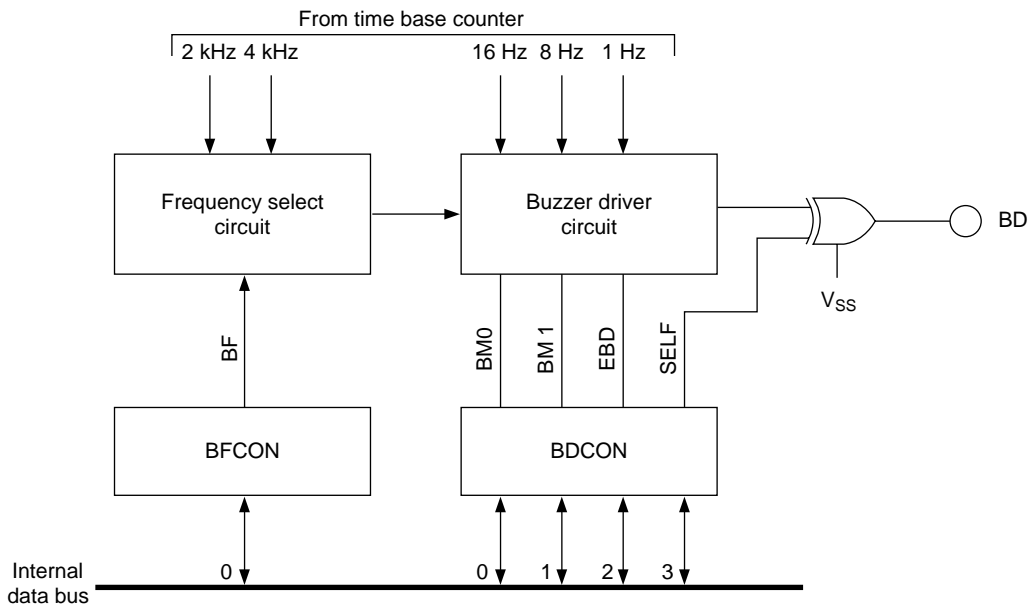 From time base counter
2 kHz 4 kHz 16 Hz 8 Hz 1 Hz
Frequency select
circuit
Buzzer driver
circuit
BD
VSS
BF
BM0
BM 1
EBD
SELF
BFCON
BDCON
0 0 1 2 3
Internal
data bus